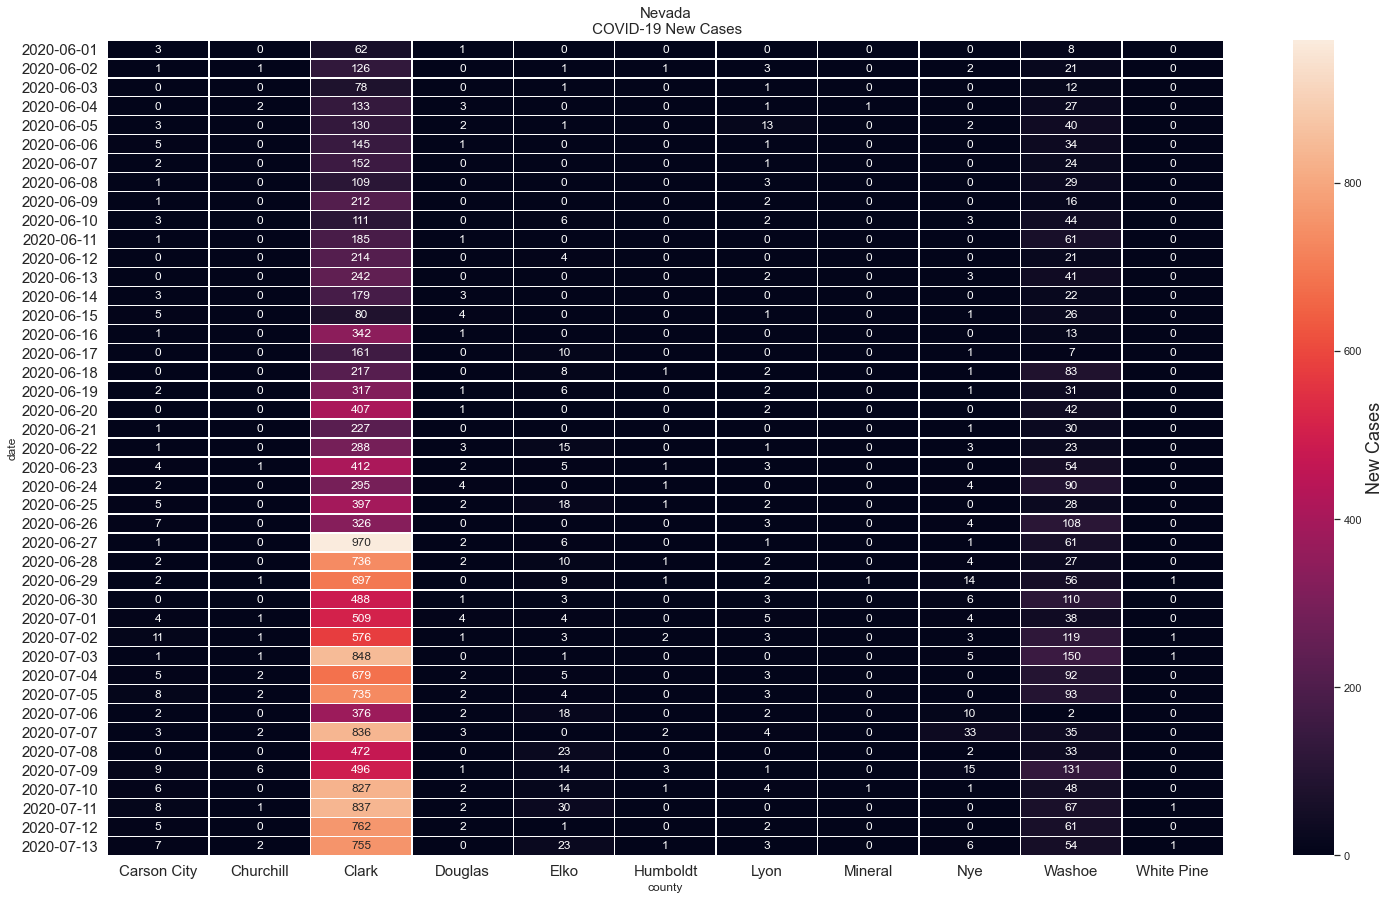 Nevada
COVID-19 New Cases
2020-06-01 3 0 62 1 0 0 0 0 0 8 0
2020-06-02 1 1 126 0 1 1 3 0 2 21 0
2020-06-03 0 0 78 0 1 0 1 0 0 12 0
2020-06-04 0 2 133 3 0 0 1 1 0 27 0
2020-06-05 3 0 130 2 1 0 13 0 2 40 0
2020-06-06 5 0 145 1 0 0 1 0 0 34 0
2020-06-07 2 0 152 0 0 0 1 0 0 24 0
2020-06-08 1 0 109 0 0 0 3 0 0 29 0
2020-06-09 1 0 212 0 0 0 2 0 0 16 0
2020-06-10 3 0 111 0 6 0 2 0 3 44 0
2020-06-11 1 0 185 1 0 0 0 0 0 61 0
2020-06-12 0 0 214 0 4 0 0 0 0 21 0
2020-06-13 0 0 242 0 0 0 2 0 3 41 0
2020-06-14 3 0 179 3 0 0 0 0 0 22 0
2020-06-15 5 0 80 4 0 0 1 0 1 26 0
2020-06-16 1 0 342 1 0 0 0 0 0 13 0
2020-06-17 0 0 161 0 10 0 0 0 1 7 0
2020-06-18 0 0 217 0 8 1 2 0 1 83 0
2020-06-19 2 0 317 1 6 0 2 0 1 31 0
2020-06-20 0 0 407 1 0 0 2 0 0 42 0
2020-06-21 1 0 227 0 0 0 0 0 1 30 0
2020-06-22 1 0 288 3 15 0 1 0 3 23 0
2020-06-23 4 1 412 2 5 1 3 0 0 54 0
2020-06-24 2 0 295 4 0 1 0 0 4 90 0
2020-06-25 5 0 397 2 18 1 2 0 0 28 0
2020-06-26 7 0 326 0 0 0 3 0 4 108 0
2020-06-27 1 0 970 2 6 0 1 0 1 61 0
2020-06-28 2 0 736 2 10 1 2 0 4 27 0
2020-06-29 2 1 697 0 9 1 2 1 14 56 1
2020-06-30 0 0 488 1 3 0 3 0 6 110 0
2020-07-01 4 1 509 4 4 0 5 0 4 38 0
2020-07-02 11 1 576 1 3 2 3 0 3 119 1
2020-07-03 1 1 848 0 1 0 0 0 5 150 1
2020-07-04 5 2 679 2 5 0 3 0 0 92 0
2020-07-05 8 2 735 2 4 0 3 0 0 93 0
2020-07-06 2 0 376 2 18 0 2 0 10 2 0
2020-07-07 3 2 836 3 0 2 4 0 33 35 0
2020-07-08 0 0 472 0 23 0 0 0 2 33 0
2020-07-09 9 6 496 1 14 3 1 0 15 131 0
2020-07-10 6 0 827 2 14 1 4 1 1 48 0
2020-07-11 8 1 837 2 30 0 0 0 0 67 1
2020-07-12 5 0 762 2 1 0 2 0 0 61 0
2020-07-13 7 2 755 0 23 1 3 0 6 54 1
Carson City Churchill Clark Douglas Elko Humboldt Lyon Mineral Nye Washoe White Pine
county
date
800
600
400
200
0
New Cases